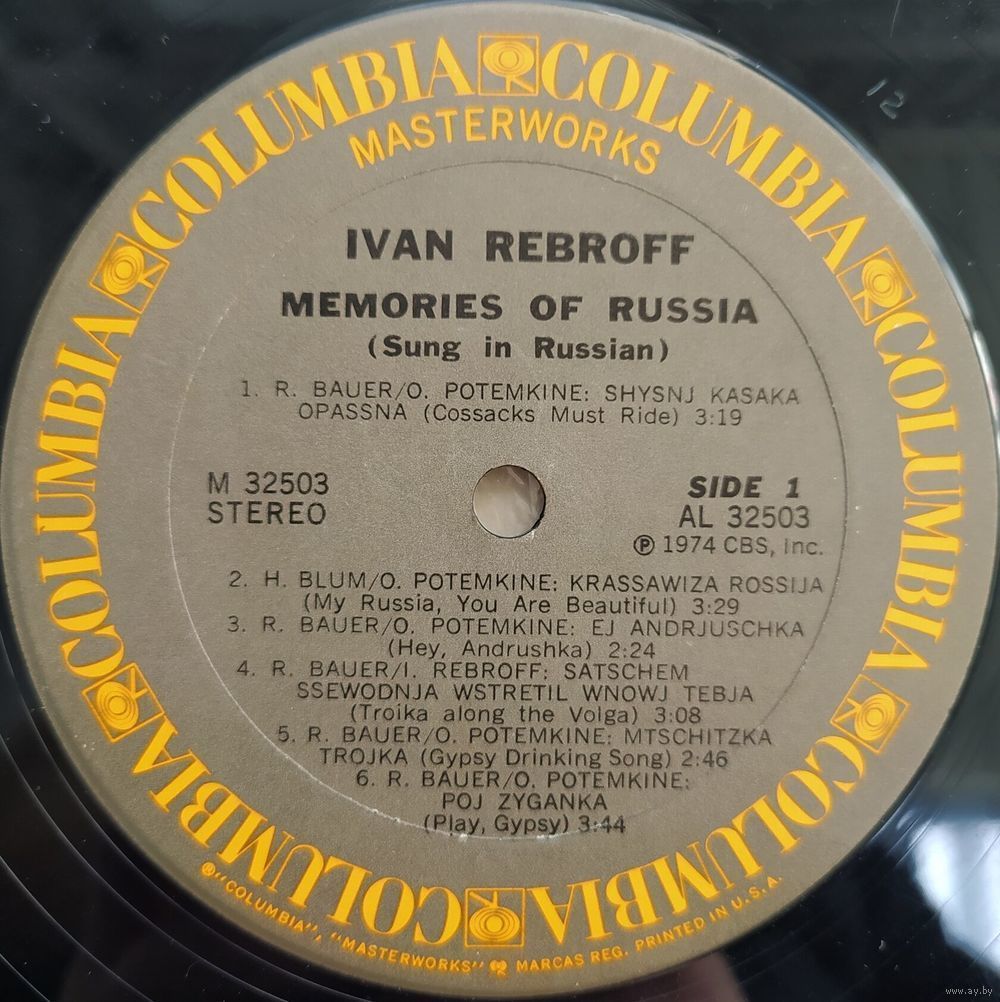 COLUMBIA COLUMBIA COLUMBIA COLUMBIA COLUMBIA COLUMBIA COLUMBIA COLUMBIA
MASTERWORKS
IVAN REBROFF
MEMORIES OF RUSSIA
(Sung in Russian)
1. R. BAUER/O. POTEMKINE: SHYSNJ KASAKA
OPASSNA (Cossacks Must Ride) 3:19
M 32503
STEREO
SIDE 1
AL 32503
℗ 1974 CBS, Inc.
2. H. BLUM/O. POTEMKINE: KRASSAWIZA ROSSIJA
(My Russia, You Are Beautiful) 3:29
3. R. BAUER/O. POTEMKINE: EJ ANDRJUSCHKA
(Hey, Andrushka) 2:24
4. R. BAUER/I. REBROFF: SATSCHEM
SSEWODNJA WSTRETIL WNOWJ TEBJA
(Troika along the Volga) 3:08
5. R. BAUER/O. POTEMKINE: MTSCHITZKA
TROJKA (Gypsy Drinking Song) 2:46
6. R. BAUER/O. POTEMKINE:
POJ ZYGANKA
(Play, Gypsy) 3:44
®"COLUMBIA", "MASTERWORKS" MARCAS REG. PRINTED IN U.S.A.
12
www.ay.by